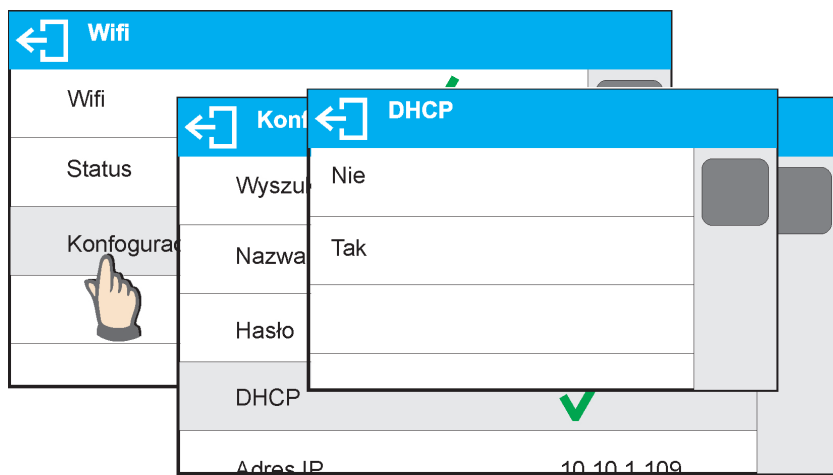 Wifi
Wifi
Status
Konfogurac
Konf
Wyszu
Nazwa
Hasło
DHCP
Adres IP 10.10.1.109
DHCP
Nie
Tak